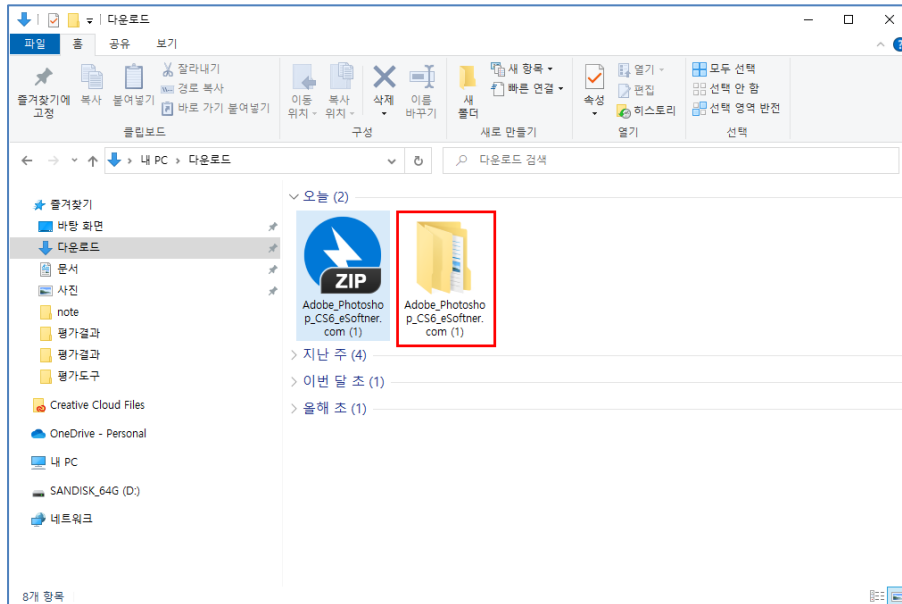 다운로드
파일 홈 공유 보기
즐겨찾기에 고정
복사
붙여넣기
잘라내기
경로 복사
바로 가기 붙여넣기
클립보드
이동 위치
복사 위치
삭제
이름 바꾸기
구성
새 폴더
새 항목
빠른 연결
새로 만들기
속성
열기
편집
히스토리
열기
모두 선택
선택 안 함
선택 영역 반전
선택
내 PC › 다운로드
다운로드 검색
즐겨찾기
바탕 화면
다운로드
문서
사진
note
평가결과
평가결과
평가도구
Creative Cloud Files
OneDrive - Personal
내 PC
SANDISK_64G (D:)
네트워크
오늘 (2)
ZIP
Adobe_Photosho
p_CS6_eSoftner.
com (1)
Adobe_Photosho
p_CS6_eSoftner.
com (1)
지난 주 (4)
이번 달 초 (1)
올해 초 (1)
8개 항목